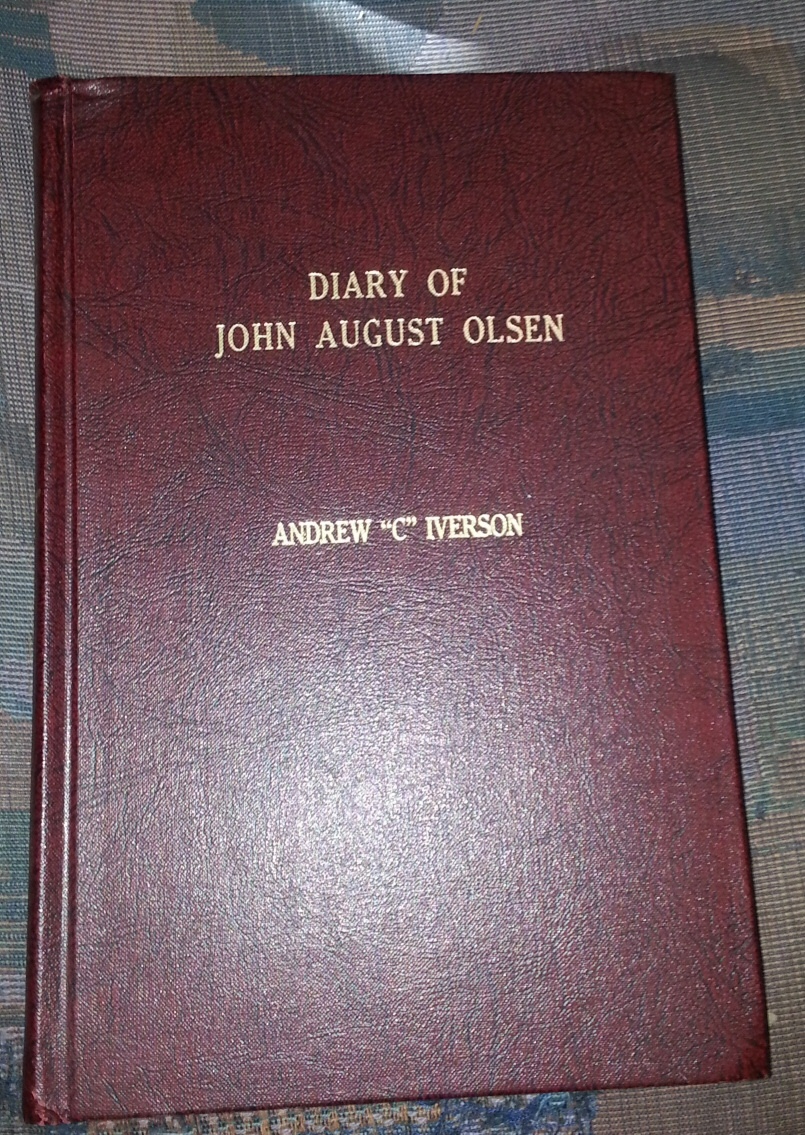 DIARY OF
JOHN AUGUST OLSEN
ANDREW “C” IVERSON